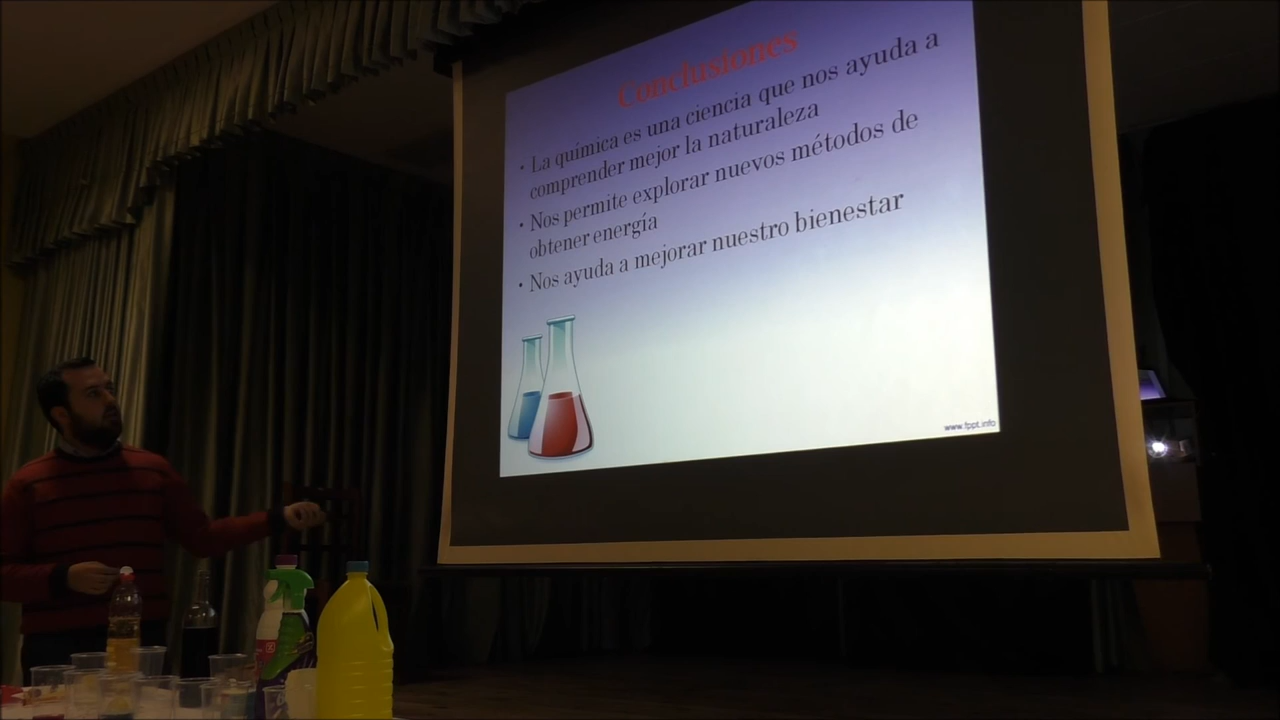 Conclusiones
• La química es una ciencia que nos ayuda a
comprender mejor la naturaleza
• Nos permite explorar nuevos métodos de
obtener energía
• Nos ayuda a mejorar nuestro bienestar
www.fppt.info